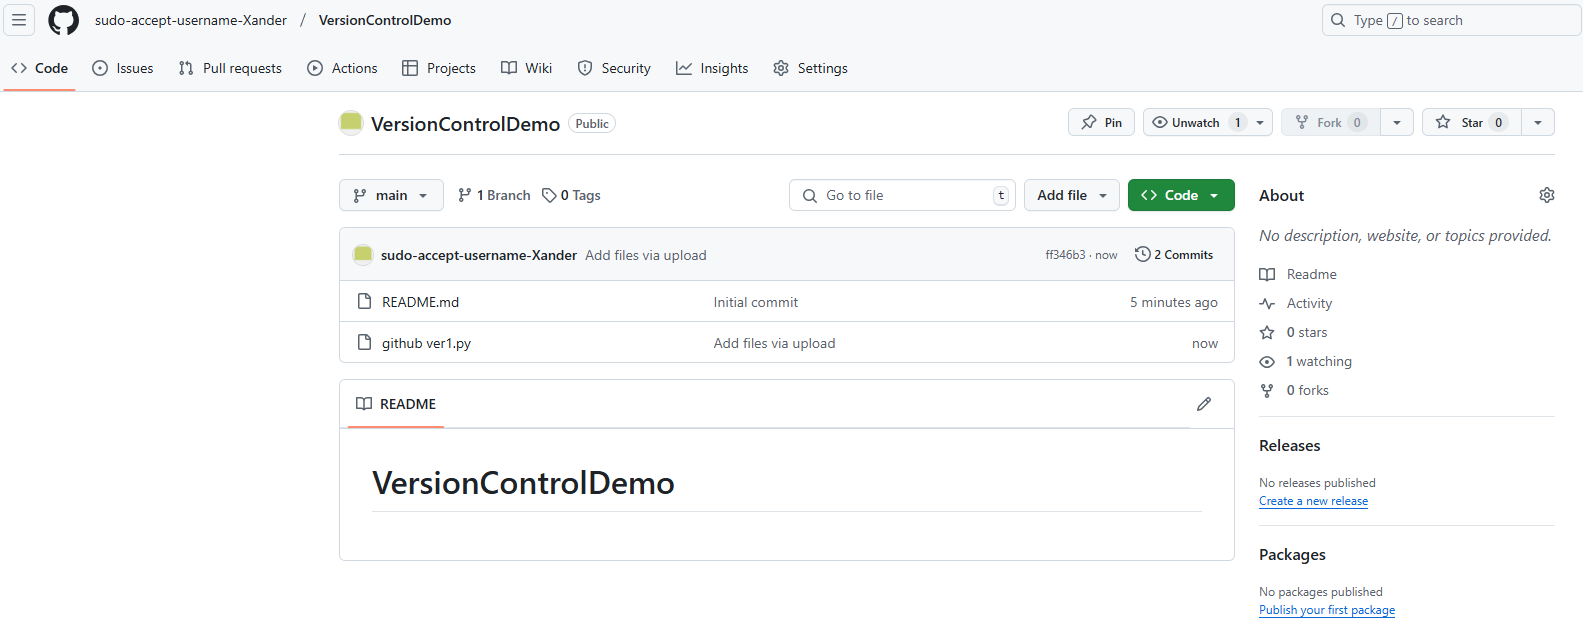 sudo-accept-username-Xander / VersionControlDemo
Type / to search
Code Issues Pull requests Actions Projects Wiki Security Insights Settings
VersionControlDemo Public
Pin Unwatch 1 Fork 0 Star 0
main 1 Branch 0 Tags Go to file t Add file Code
sudo-accept-username-Xander Add files via upload ff346b3 · now 2 Commits
README.md Initial commit 5 minutes ago
github ver1.py Add files via upload now
README
VersionControlDemo
About
No description, website, or topics provided.
Readme
Activity
0 stars
1 watching
0 forks
Releases
No releases published
Create a new release
Packages
No packages published
Publish your first package